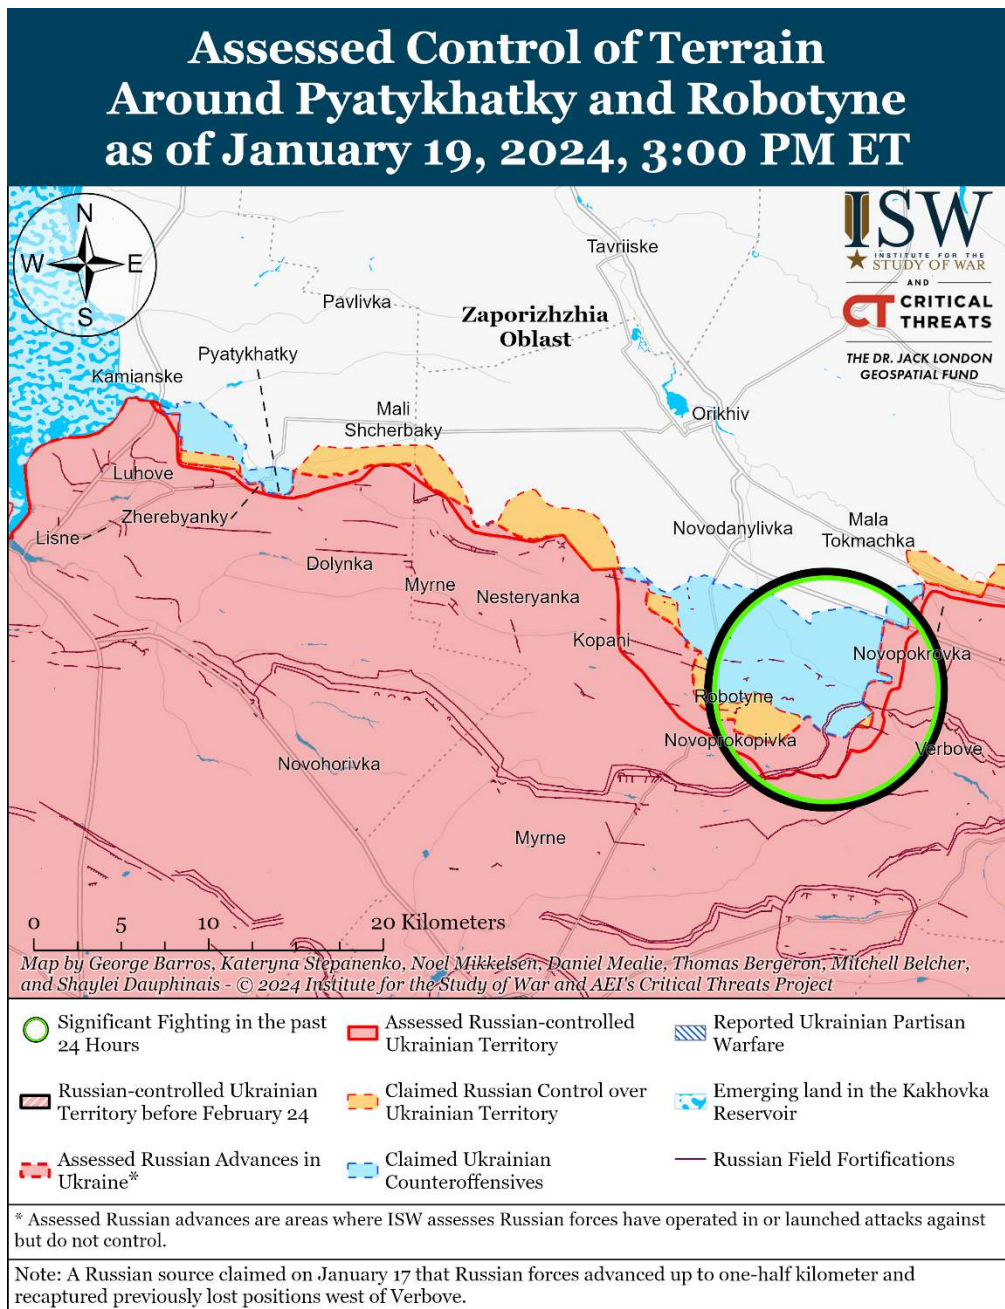 Assessed Control of Terrain
Around Pyatykhatky and Robotyne
as of January 19, 2024, 3:00 PM ET
N
W E
S
ISW
INSTITUTE FOR THE
STUDY OF WAR
AND
CT CRITICAL
THREATS
THE DR. JACK LONDON
GEOSPATIAL FUND
Tavriiske
Pavlivka
Zaporizhzhia
Oblast
Pyatykhatky
Kamianske
Mali
Shcherbaky
Orikhiv
Luhove
Zherebyanky
Lisne
Novodanylivka
Mala
Tokmachka
Dolynka
Myrne
Nesteryanka
Kopani
Novopokrovka
Robotyne
Novoprokopivka
Verbove
Novohorivka
Myrne
0 5 10 20 Kilometers
Map by George Barros, Kateryna Stepanenko, Noel Mikkelsen, Daniel Mealie, Thomas Bergeron, Mitchell Belcher,
and Shaylei Dauphinais - © 2024 Institute for the Study of War and AEI's Critical Threats Project
Significant Fighting in the past
24 Hours
Russian-controlled Ukrainian
Territory before February 24
Assessed Russian Advances in
Ukraine*
Assessed Russian-controlled
Ukrainian Territory
Claimed Russian Control over
Ukrainian Territory
Claimed Ukrainian
Counteroffensives
Reported Ukrainian Partisan
Warfare
Emerging land in the Kakhovka
Reservoir
Russian Field Fortifications
* Assessed Russian advances are areas where ISW assesses Russian forces have operated in or launched attacks against
but do not control.
Note: A Russian source claimed on January 17 that Russian forces advanced up to one-half kilometer and
recaptured previously lost positions west of Verbove.